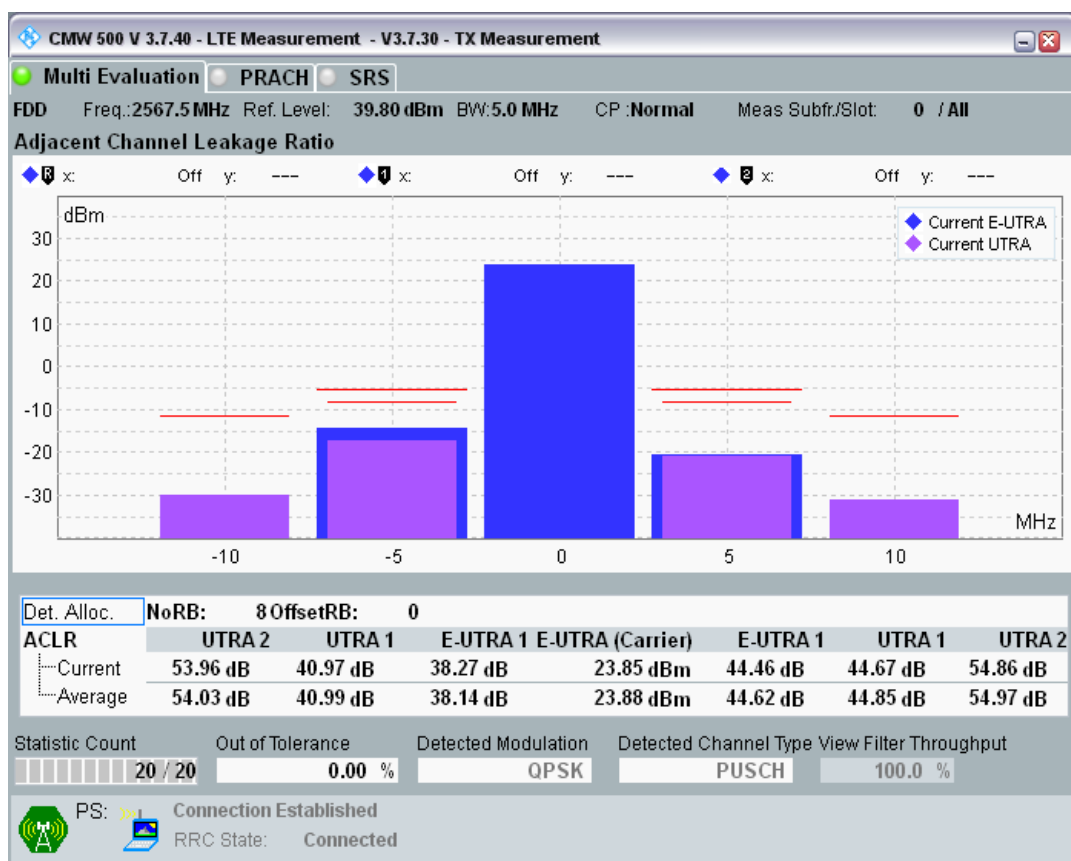 CMW 500 V 3.7.40 - LTE Measurement - V3.7.30 - TX Measurement
Multi Evaluation PRACH SRS
FDD Freq.:2567.5 MHz Ref. Level: 39.80 dBm BW:5.0 MHz CP :Normal Meas Subfr./Slot: 0 / All
Adjacent Channel Leakage Ratio
R x: Off y: --- 1 x: Off y: --- 2 x: Off y: ---
dBm
Current E-UTRA
Current UTRA
30
20
10
0
-10
-20
-30
MHz
-10 -5 0 5 10
Det. Alloc. NoRB: 8 OffsetRB: 0
ACLR UTRA 2 UTRA 1 E-UTRA 1 E-UTRA (Carrier) E-UTRA 1 UTRA 1 UTRA 2
Current 53.96 dB 40.97 dB 38.27 dB 23.85 dBm 44.46 dB 44.67 dB 54.86 dB
Average 54.03 dB 40.99 dB 38.14 dB 23.88 dBm 44.62 dB 44.85 dB 54.97 dB
Statistic Count Out of Tolerance Detected Modulation Detected Channel Type View Filter Throughput
20 / 20 0.00 % QPSK PUSCH 100.0 %
PS: Connection Established
RRC State: Connected